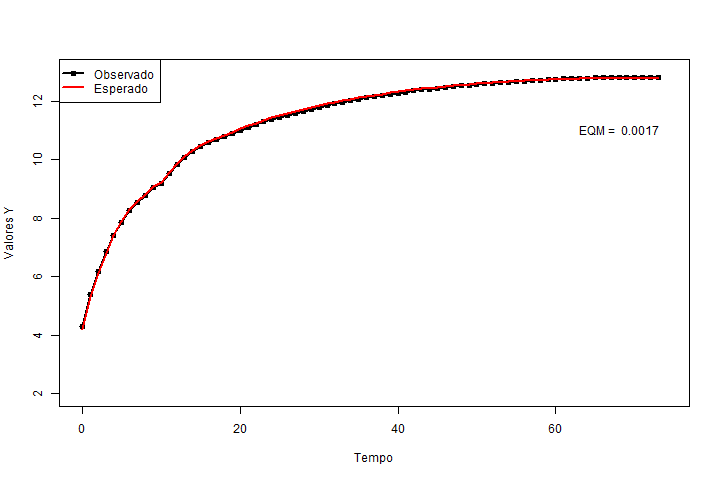 Observado
Esperado
EQM = 0.0017
Valores Y
2
4
6
8
10
12
0
20
40
60
Tempo